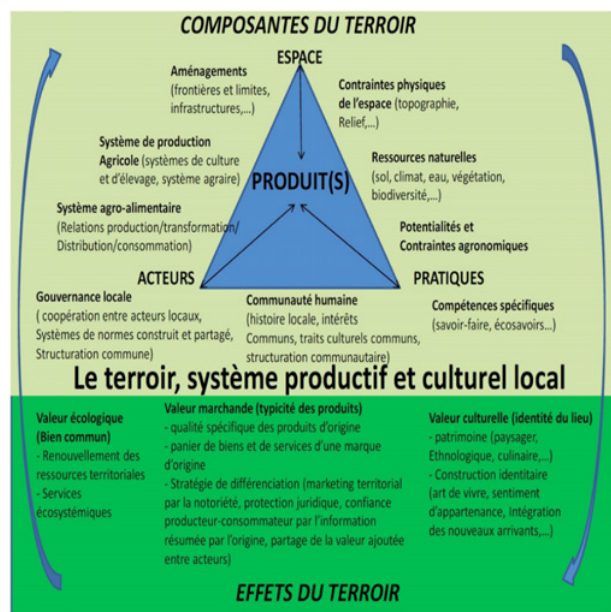 COMPOSANTES DU TERROIR
ESPACE
Aménagements
(frontières et limites,
infrastructures,...)
Contraintes physiques
de l'espace (topographie,
Relief,...)
Système de production
Agricole (systèmes de culture
et d'élevage, système agraire)
PRODUIT(S)
Ressources naturelles
(sol, climat, eau, végétation,
biodiversité,...)
Système agro-alimentaire
(Relations production/transformation/
Distribution/consommation)
Potentialités et
Contraintes agronomiques
ACTEURS
PRATIQUES
Gouvernance locale
( coopération entre acteurs locaux,
Systèmes de normes construit et partagé,
Structuration commune)
Communauté humaine
(histoire locale, intérêts
Communs, traits culturels communs,
structuration communautaire)
Compétences spécifiques
(savoir-faire, écosavoirs...)
Le terroir, système productif et culturel local
Valeur écologique
(Bien commun)
- Renouvellement des
ressources territoriales
- Services
écosystémiques
Valeur marchande (typicité des produits)
- qualité spécifique des produits d'origine
- panier de biens et de services d'une marque
d'origine
- Stratégie de différenciation (marketing territorial
par la notoriété, protection juridique, confiance
producteur-consommateur par l'information
résumée par l'origine, partage de la valeur ajoutée
entre acteurs)
Valeur culturelle (identité du lieu)
- patrimoine (paysager,
Ethnologique, culinaire,...)
- Construction identitaire
(art de vivre, sentiment
d'appartenance, Intégration
des nouveaux arrivants,...)
EFFETS DU TERROIR